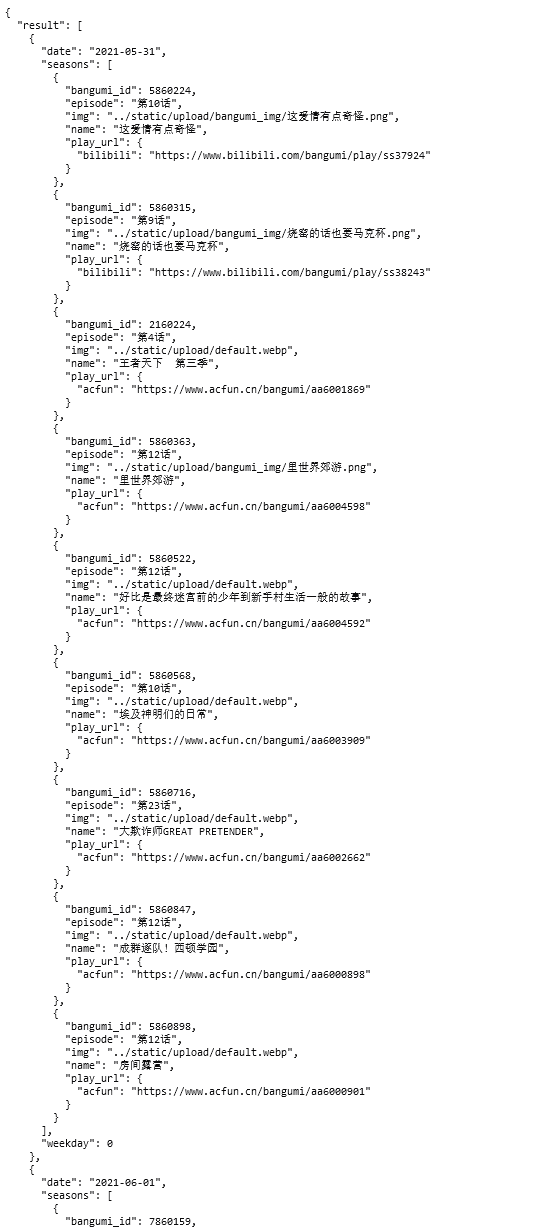 {
  "result": [
    {
      "date": "2021-05-31",
      "seasons": [
        {
          "bangumi_id": 5860224,
          "episode": "第10话",
          "img": "../static/upload/bangumi_img/这爱情有点奇怪.png",
          "name": "这爱情有点奇怪",
          "play_url": {
            "bilibili": "https://www.bilibili.com/bangumi/play/ss37924"
          }
        },
        {
          "bangumi_id": 5860315,
          "episode": "第9话",
          "img": "../static/upload/bangumi_img/烧窑的话也要马克杯.png",
          "name": "烧窑的话也要马克杯",
          "play_url": {
            "bilibili": "https://www.bilibili.com/bangumi/play/ss38243"
          }
        },
        {
          "bangumi_id": 2160224,
          "episode": "第4话",
          "img": "../static/upload/default.webp",
          "name": "王者天下  第三季",
          "play_url": {
            "acfun": "https://www.acfun.cn/bangumi/aa6001869"
          }
        },
        {
          "bangumi_id": 5860363,
          "episode": "第12话",
          "img": "../static/upload/bangumi_img/里世界郊游.png",
          "name": "里世界郊游",
          "play_url": {
            "acfun": "https://www.acfun.cn/bangumi/aa6004598"
          }
        },
        {
          "bangumi_id": 5860522,
          "episode": "第12话",
          "img": "../static/upload/default.webp",
          "name": "好比是最终迷宫前的少年到新手村生活一般的故事",
          "play_url": {
            "acfun": "https://www.acfun.cn/bangumi/aa6004592"
          }
        },
        {
          "bangumi_id": 5860568,
          "episode": "第10话",
          "img": "../static/upload/default.webp",
          "name": "埃及神明们的日常",
          "play_url": {
            "acfun": "https://www.acfun.cn/bangumi/aa6003909"
          }
        },
        {
          "bangumi_id": 5860716,
          "episode": "第23话",
          "img": "../static/upload/default.webp",
          "name": "大欺诈师GREAT PRETENDER",
          "play_url": {
            "acfun": "https://www.acfun.cn/bangumi/aa6002662"
          }
        },
        {
          "bangumi_id": 5860847,
          "episode": "第12话",
          "img": "../static/upload/default.webp",
          "name": "成群逐队！西顿学园",
          "play_url": {
            "acfun": "https://www.acfun.cn/bangumi/aa6000898"
          }
        },
        {
          "bangumi_id": 5860898,
          "episode": "第12话",
          "img": "../static/upload/default.webp",
          "name": "房间露营",
          "play_url": {
            "acfun": "https://www.acfun.cn/bangumi/aa6000901"
          }
        }
      ],
      "weekday": 0
    },
    {
      "date": "2021-06-01",
      "seasons": [
        {
          "bangumi_id": 7860159,